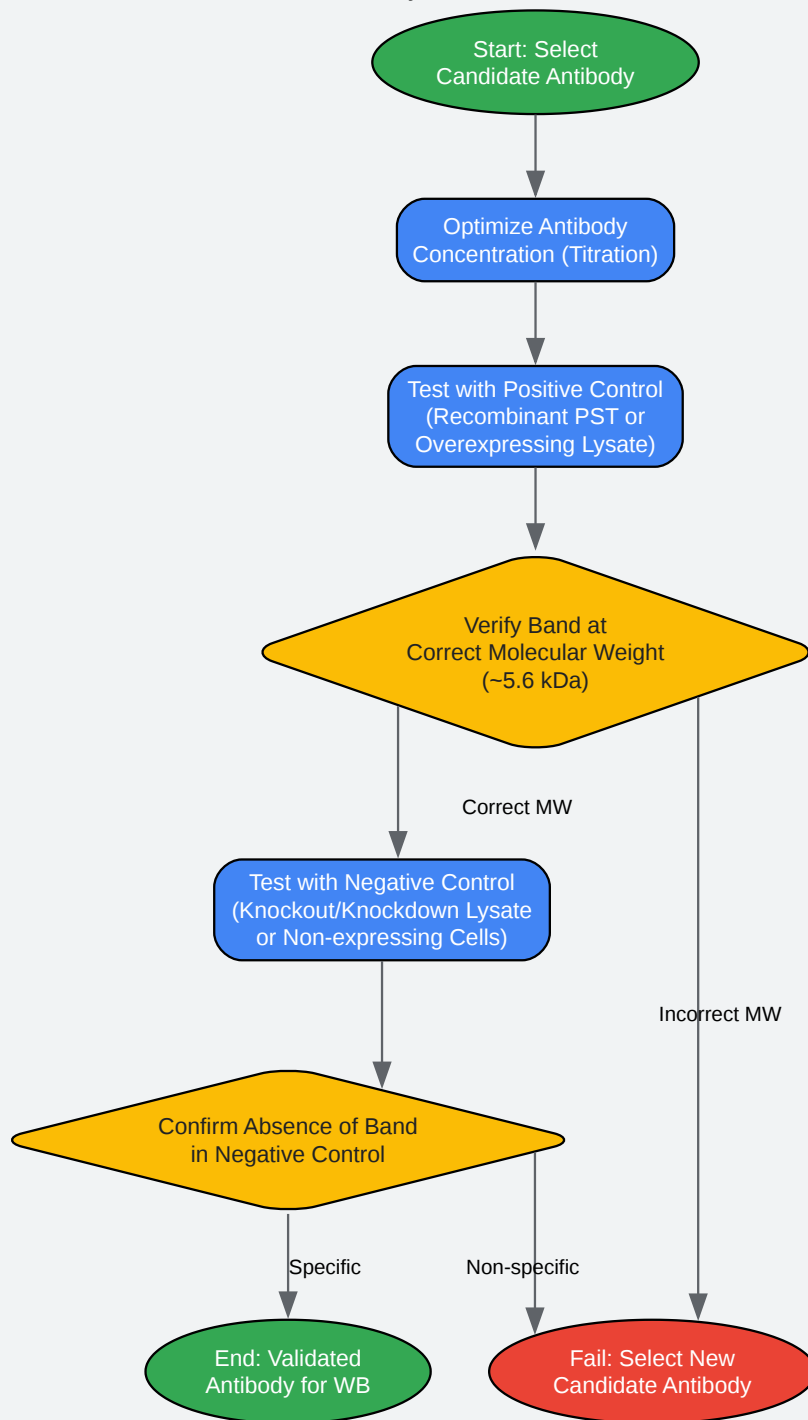 Start: Select
Candidate Antibody
Optimize Antibody
Concentration (Titration)
Test with Positive Control
(Recombinant PST or
Overexpressing Lysate)
Verify Band at
Correct Molecular Weight
(~5.6 kDa)
Correct MW
Test with Negative Control
(Knockout/Knockdown Lysate
or Non-expressing Cells)
Incorrect MW
Confirm Absence of Band
in Negative Control
Specific
Non-specific
End: Validated
Antibody for WB
Fail: Select New
Candidate Antibody